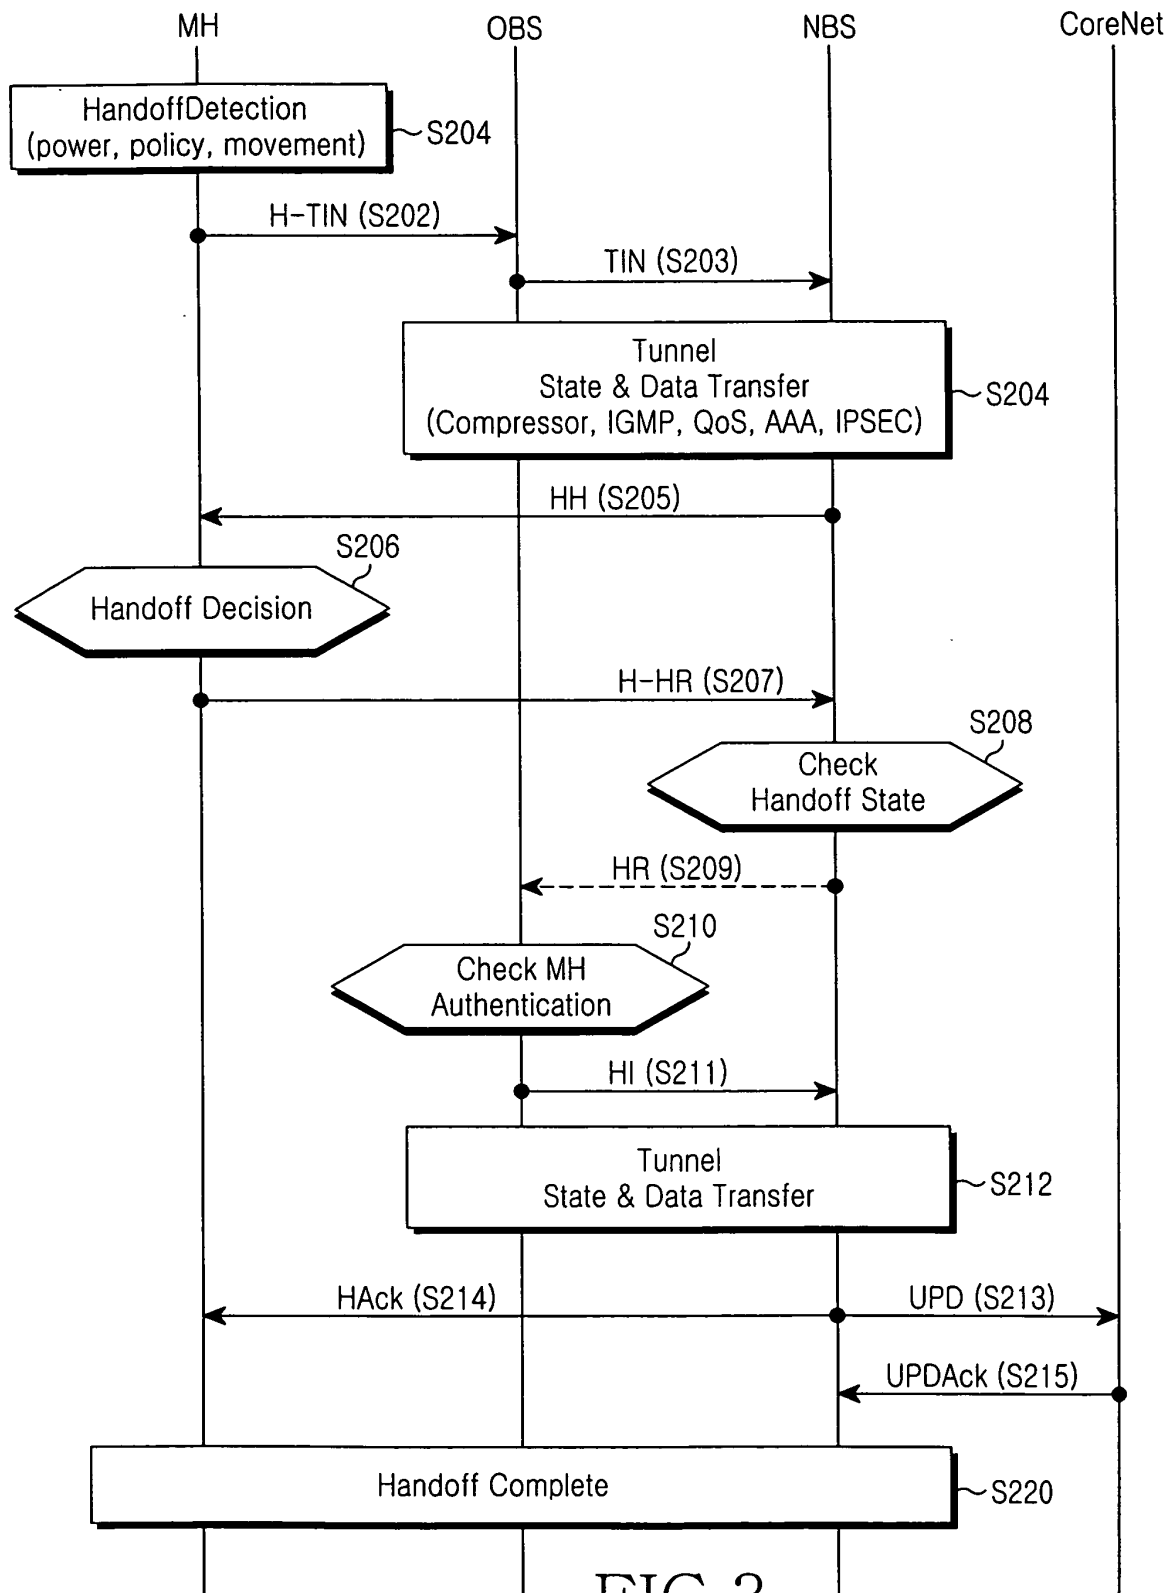 MH OBS NBS CoreNet
HandoffDetection
(power, policy, movement)
S204
H-TIN (S202)
TIN (S203)
Tunnel
State & Data Transfer
(Compressor, IGMP, QoS, AAA, IPSEC)
S204
HH (S205)
S206
Handoff Decision
H-HR (S207)
S208
Check
Handoff State
HR (S209)
S210
Check MH
Authentication
HI (S211)
Tunnel
State & Data Transfer
S212
HAck (S214) UPD (S213)
UPDAck (S215)
Handoff Complete
S220